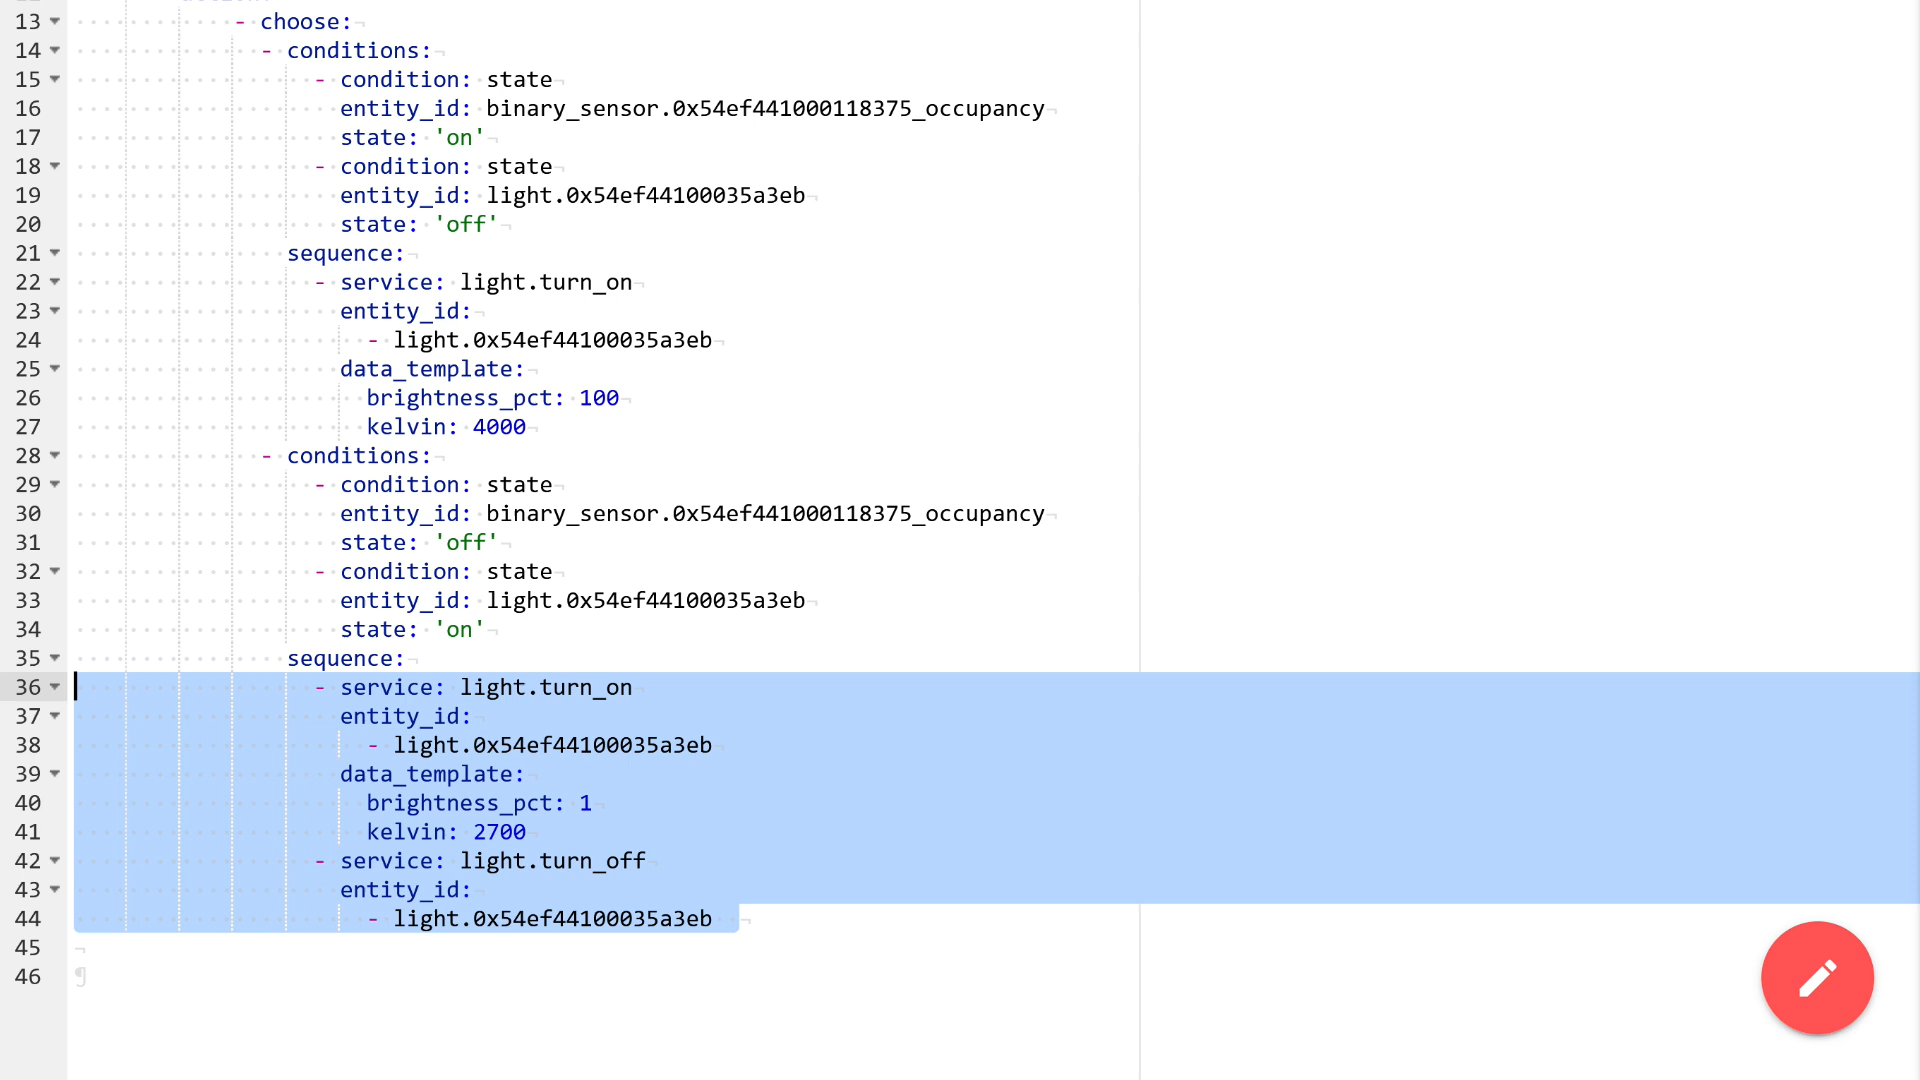 13 - choose:
14 - conditions:
15 - condition: state
16 entity_id: binary_sensor.0x54ef441000118375_occupancy
17 state: 'on'
18 - condition: state
19 entity_id: light.0x54ef44100035a3eb
20 state: 'off'
21 sequence:
22 - service: light.turn_on
23 entity_id:
24 - light.0x54ef44100035a3eb
25 data_template:
26 brightness_pct: 100
27 kelvin: 4000
28 - conditions:
29 - condition: state
30 entity_id: binary_sensor.0x54ef441000118375_occupancy
31 state: 'off'
32 - condition: state
33 entity_id: light.0x54ef44100035a3eb
34 state: 'on'
35 sequence:
36 - service: light.turn_on
37 entity_id:
38 - light.0x54ef44100035a3eb
39 data_template:
40 brightness_pct: 1
41 kelvin: 2700
42 - service: light.turn_off
43 entity_id:
44 - light.0x54ef44100035a3eb
45
46